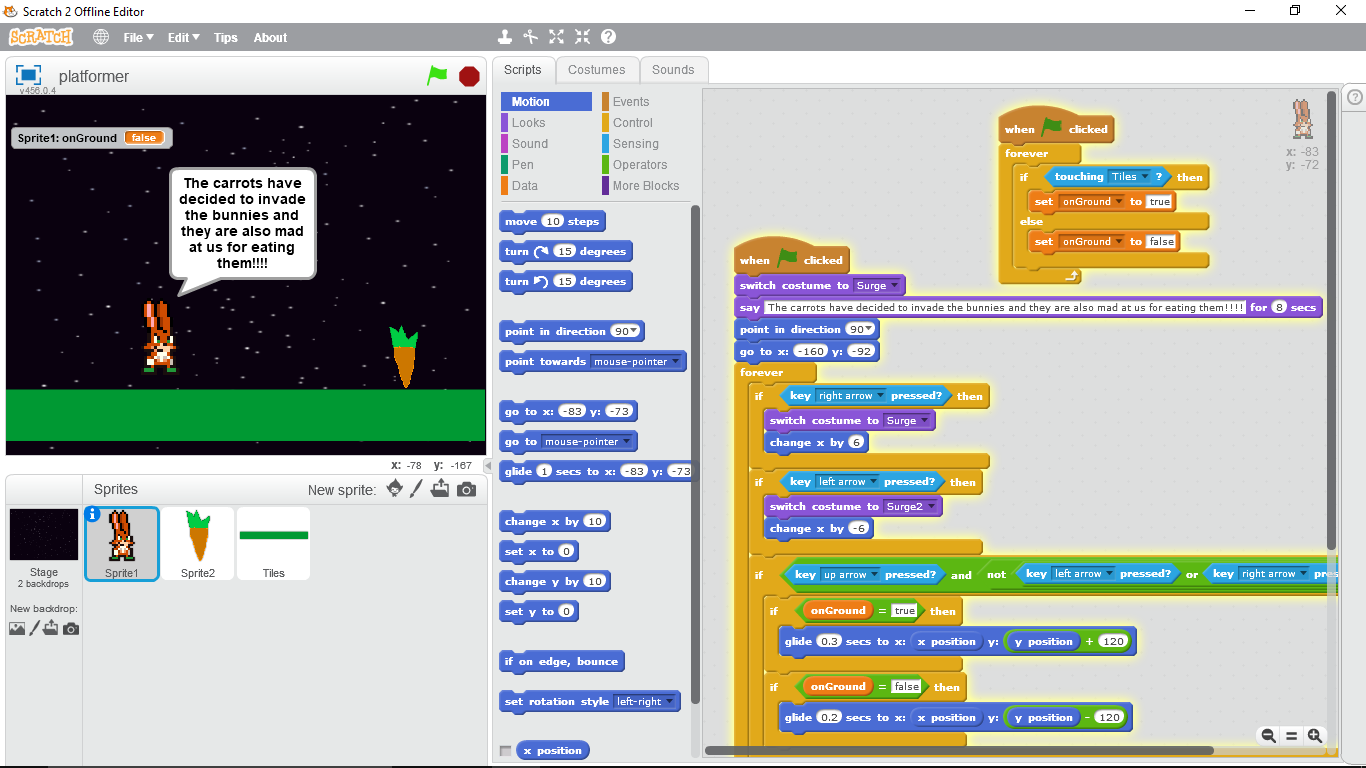 Scratch 2 Offline Editor
SCRATCH File Edit Tips About
platformer
v456.0.4
Sprite1: onGround false
The carrots have
decided to invade
the bunnies and
they are also mad
at us for eating
them!!!!
x: -78 y: -167
Sprites New sprite:
Stage
2 backdrops
New backdrop:
Sprite1
Sprite2
Tiles
Scripts Costumes Sounds
Motion Events
Looks Control
Sound Sensing
Pen Operators
Data More Blocks
move 10 steps
turn 15 degrees
turn 15 degrees
point in direction 90
point towards mouse-pointer
go to x: -83 y: -73
go to mouse-pointer
glide 1 secs to x: -83 y: -73
change x by 10
set x to 0
change y by 10
set y to 0
if on edge, bounce
set rotation style left-right
x position
x: -83
y: -72
when clicked
forever
if touching Tiles ? then
set onGround to true
else
set onGround to false
when clicked
switch costume to Surge
say The carrots have decided to invade the bunnies and they are also mad at us for eating them!!!! for 8 secs
point in direction 90
go to x: -160 y: -92
forever
if key right arrow pressed? then
switch costume to Surge
change x by 6
if key left arrow pressed? then
switch costume to Surge2
change x by -6
if key up arrow pressed? and not key left arrow pressed? or key right arrow pres
if onGround = true then
glide 0.3 secs to x: x position y: y position + 120
if onGround = false then
glide 0.2 secs to x: x position y: y position - 120